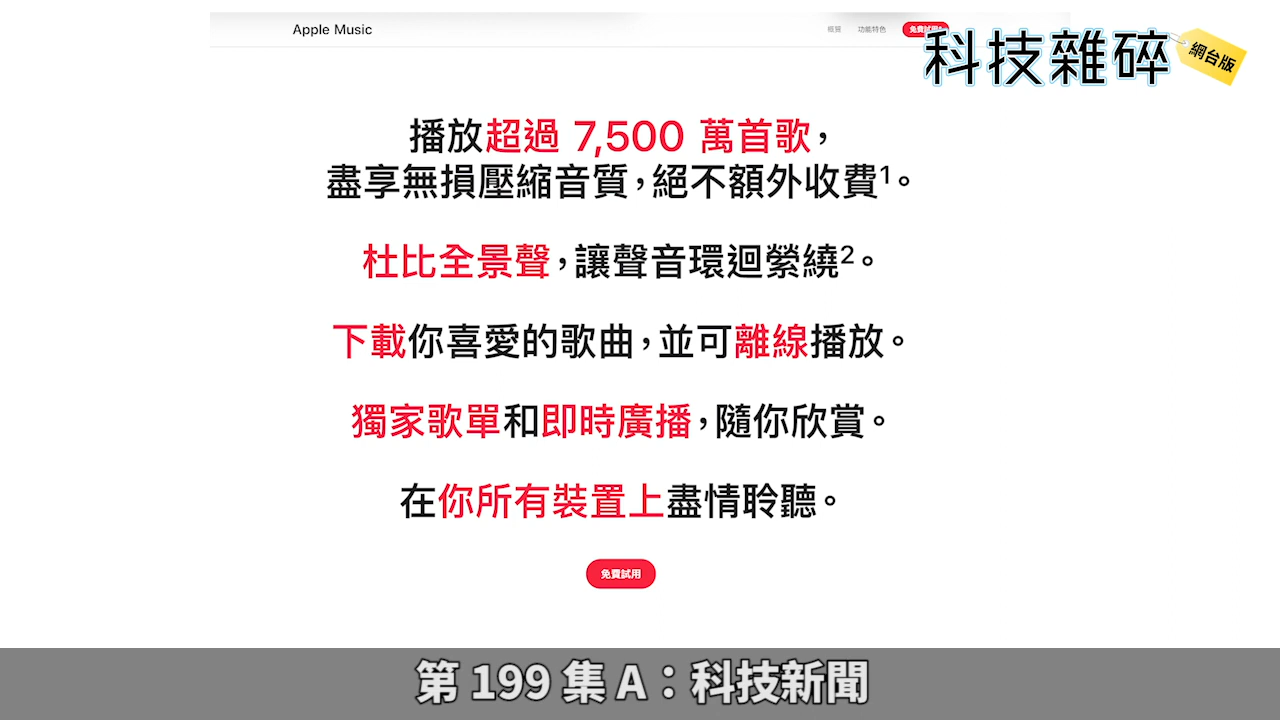 Apple Music
概覽
功能特色
免費試用
科技雜碎
網台版
播放超過 7,500 萬首歌，
盡享無損壓縮音質，絕不額外收費1。
杜比全景聲，讓聲音環迴縈繞2。
下載你喜愛的歌曲，並可離線播放。
獨家歌單和即時廣播，隨你欣賞。
在你所有裝置上盡情聆聽。
免費試用
第 199 集 A：科技新聞